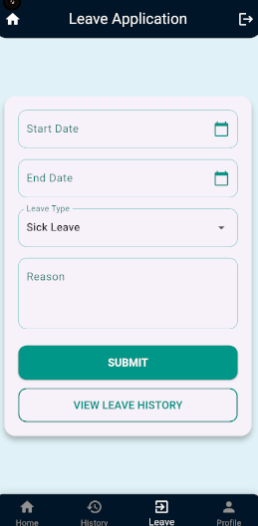 Leave Application
Start Date
End Date
Leave Type
Sick Leave
Reason
SUBMIT
VIEW LEAVE HISTORY
Home History Leave Profile